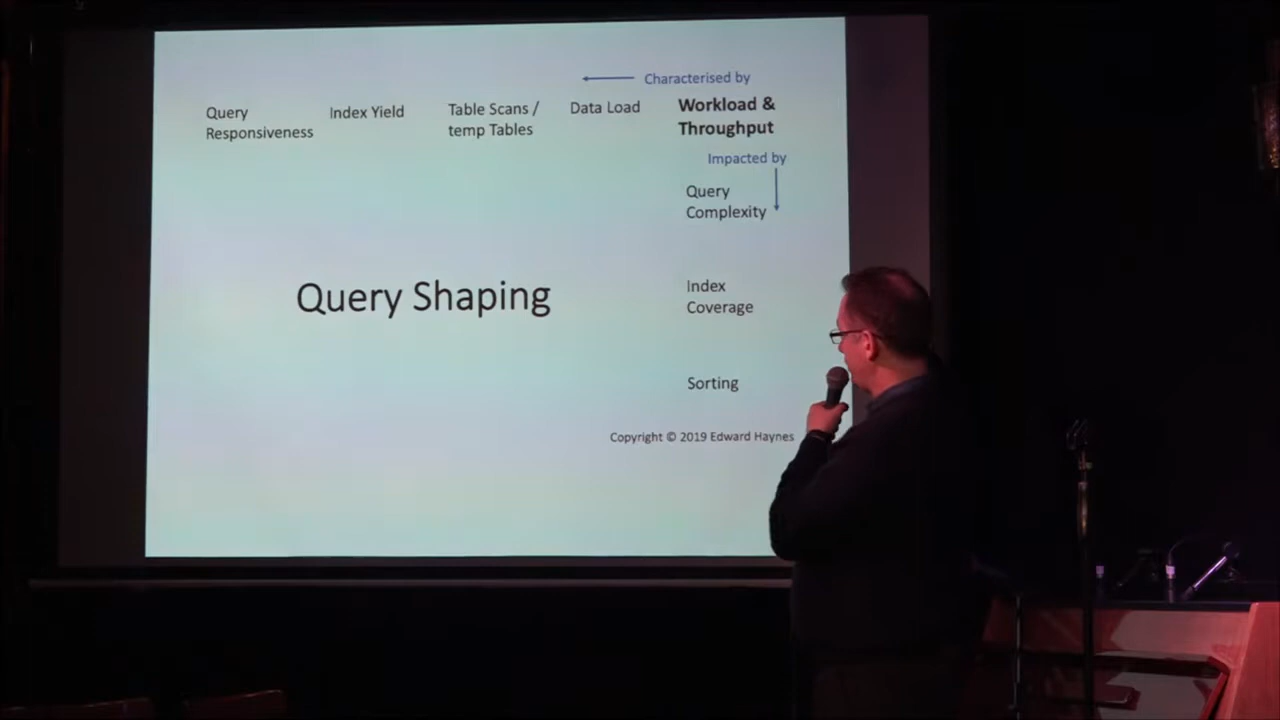 Characterised by
Query
Responsiveness
Index Yield
Table Scans /
temp Tables
Data Load
Workload &
Throughput
Impacted by
Query
Complexity
Query Shaping
Index
Coverage
Sorting
Copyright © 2019 Edward Haynes